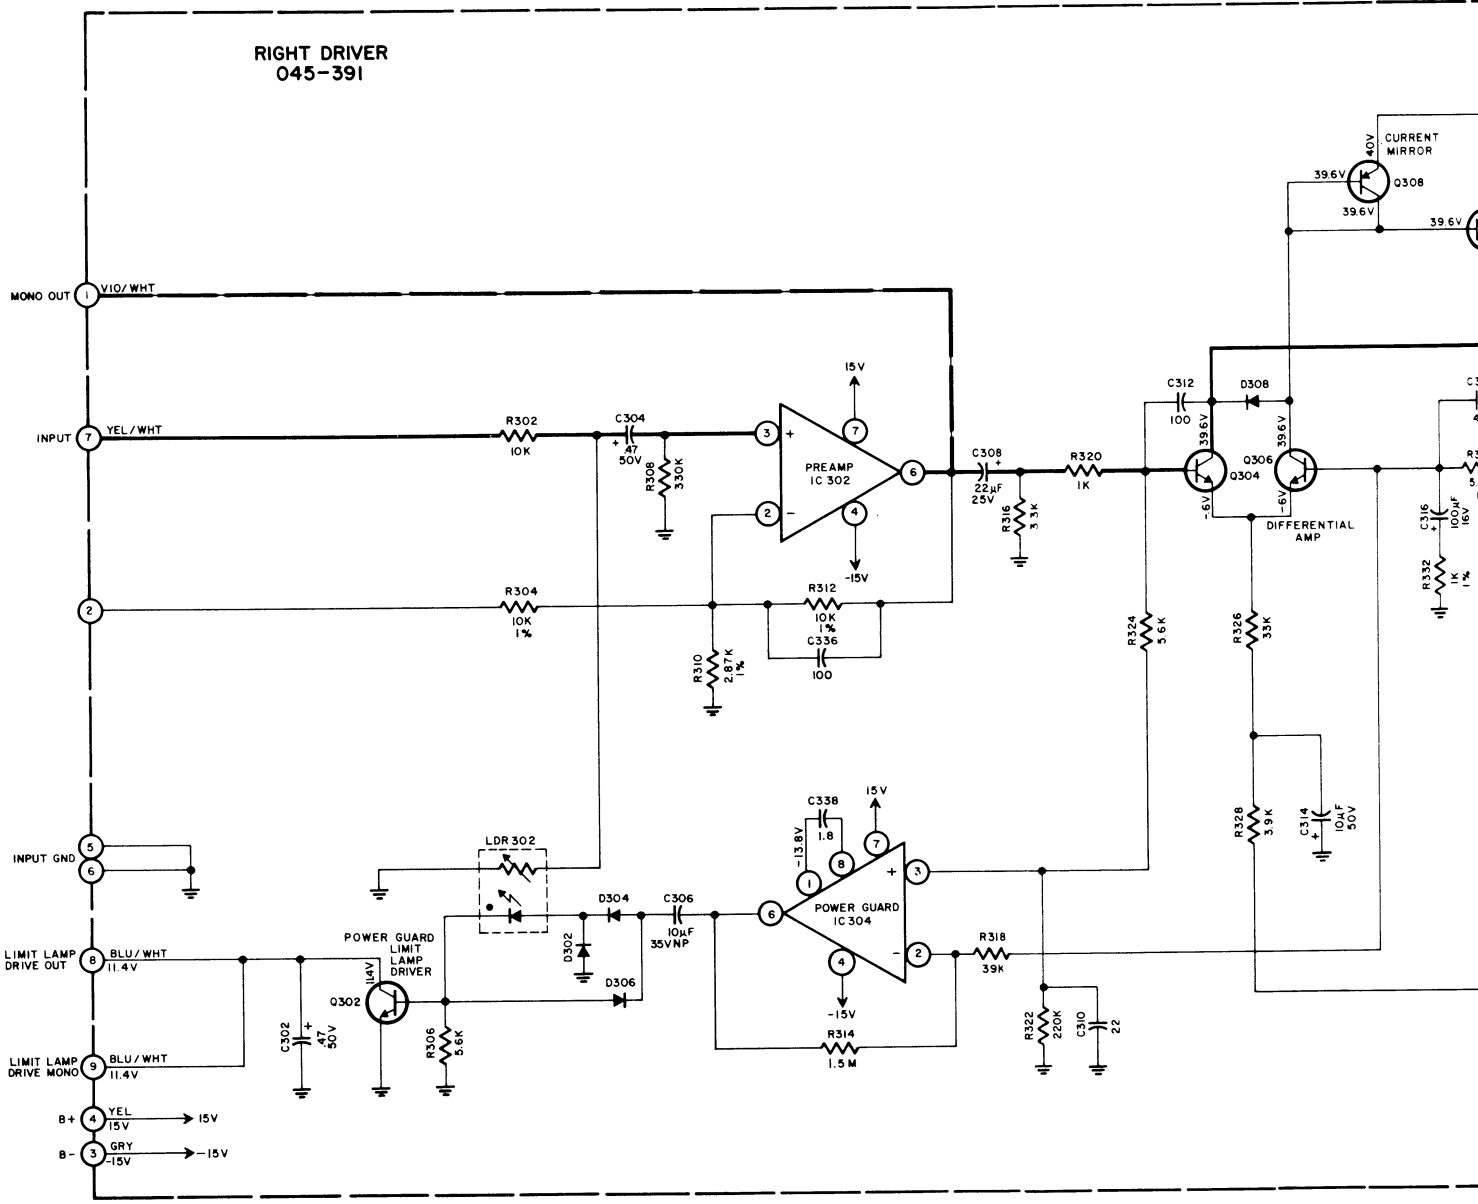 RIGHT DRIVER
045-391
40V
CURRENT
MIRROR
39.6V
Q308
39.6V
39.6V
MONO OUT
1
VIO/WHT
15V
C312
D308
100
39.6V
39.6V
INPUT
7
YEL/WHT
R302
10K
C304
+
.47
50V
R308
330K
3
+
7
PREAMP
IC 302
6
2
-
4
-15V
C308
+
22µF
25V
R316
3.3K
R320
1K
Q304
Q306
-.6V
-.6V
DIFFERENTIAL
AMP
C316
+
100µF
16V
R332
1K
1%
2
R304
10K
1%
R312
10K
1%
C336
100
R310
2.87K
1%
R324
5.6K
R326
33K
INPUT GND
5
6
LDR302
-13.8V
C338
1.8
15V
7
8
1
+
3
POWER GUARD
IC304
6
-
2
4
-15V
R328
3.9K
C314
+
10µF
50V
D304
C306
10µF
35VNP
D302
D306
R318
39K
R314
1.5M
R322
220K
C310
22
LIMIT LAMP
DRIVE OUT
8
BLU/WHT
11.4V
POWER GUARD
LIMIT
LAMP
DRIVER
11.4V
Q302
C302
+
.47
50V
R306
5.6K
LIMIT LAMP
DRIVE MONO
9
BLU/WHT
11.4V
B+
4
YEL
15V
15V
B-
3
GRY
-15V
-15V